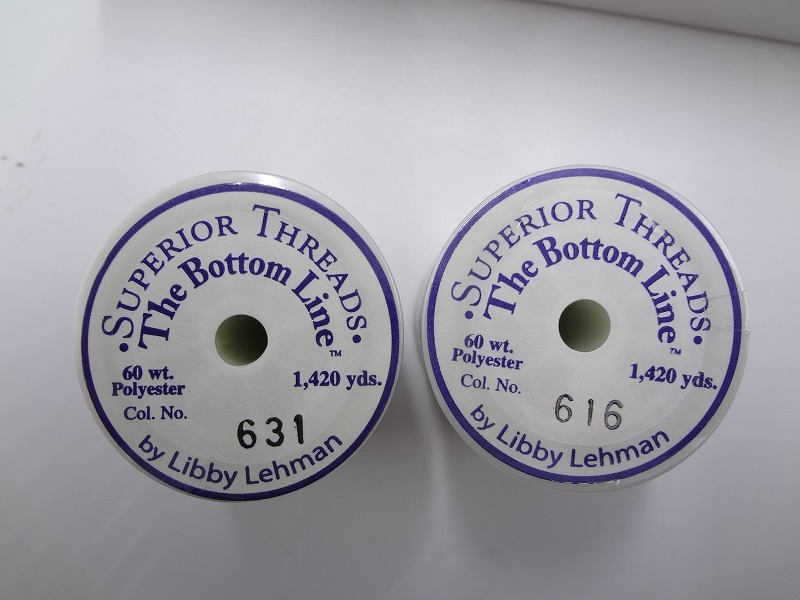 • SUPERIOR THREADS •
The Bottom Line™
60 wt.
Polyester
1,420 yds.
Col. No.
631
by Libby Lehman
• SUPERIOR THREADS •
The Bottom Line™
60 wt.
Polyester
1,420 yds.
Col. No.
616
by Libby Lehman